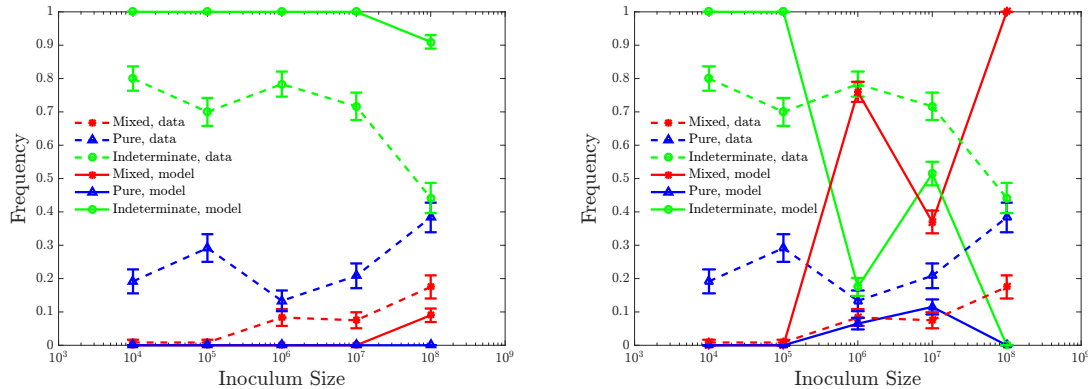 1
0.9
0.8
0.7
0.6
0.5
0.4
0.3
0.2
0.1
0
Frequency
Mixed, data
Pure, data
Indeterminate, data
Mixed, model
Pure, model
Indeterminate, model
10³ 10⁴ 10⁵ 10⁶ 10⁷ 10⁸ 10⁹
Inoculum Size
1
0.9
0.8
0.7
0.6
0.5
0.4
0.3
0.2
0.1
0
Frequency
Mixed, data
Pure, data
Indeterminate, data
Mixed, model
Pure, model
Indeterminate, model
10³ 10⁴ 10⁵ 10⁶ 10⁷ 10⁸ 10⁹
Inoculum Size